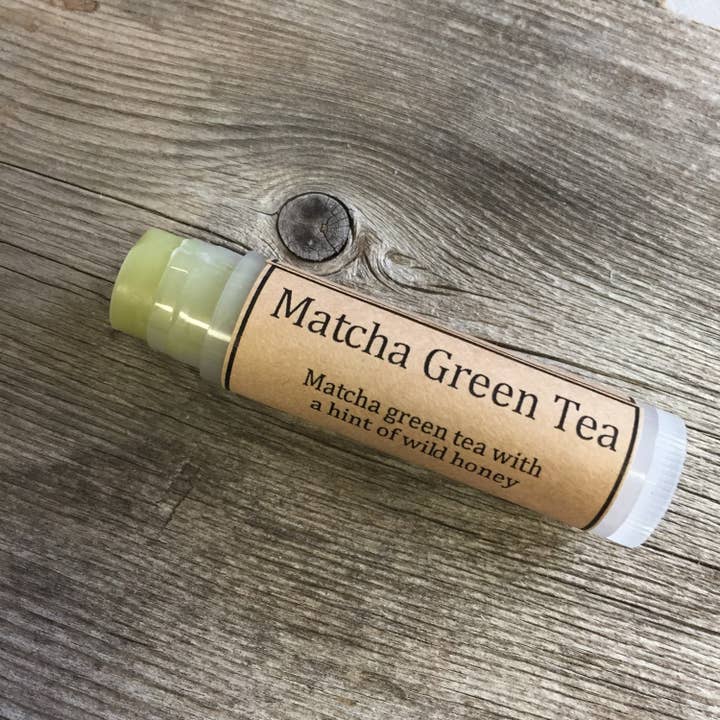 Matcha Green Tea
Matcha green tea with
a hint of wild honey